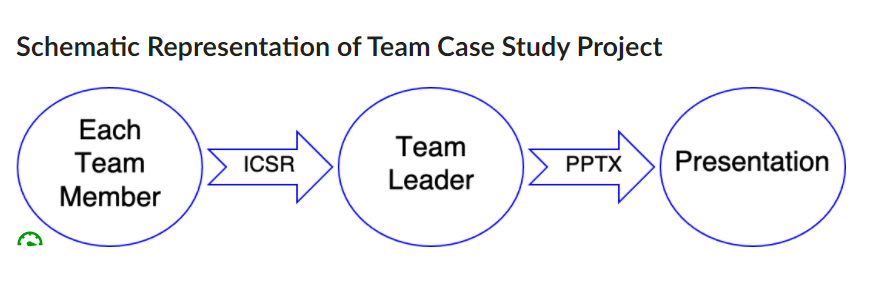 Schematic Representation of Team Case Study Project
Each
Team
Member
ICSR
Team
Leader
PPTX
Presentation